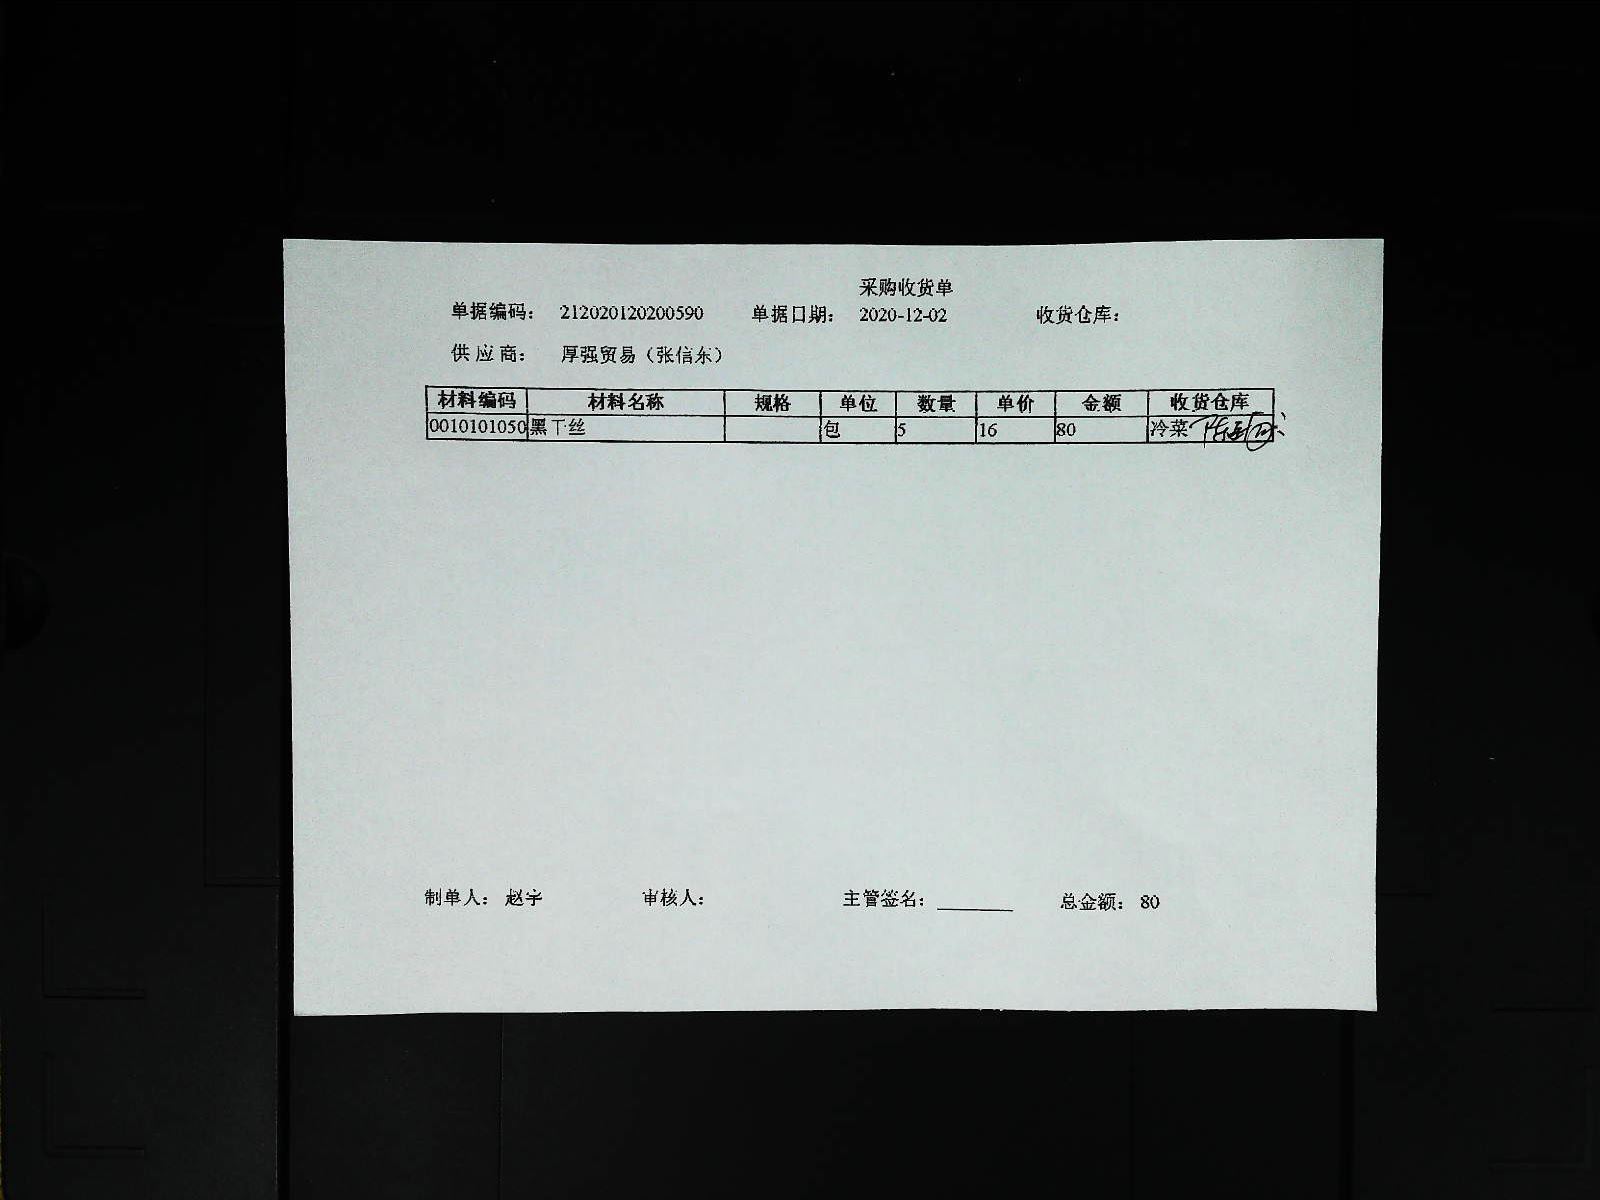 采购收货单
单据编码： 212020120200590 单据日期： 2020-12-02 收货仓库：
供应商： 厚强贸易（张信东）
材料编码 材料名称 规格 单位 数量 单价 金额 收货仓库
0010101050 黑干丝 包 5 16 80 冷菜
制单人： 赵宇 审核人： 主管签名： 总金额： 80